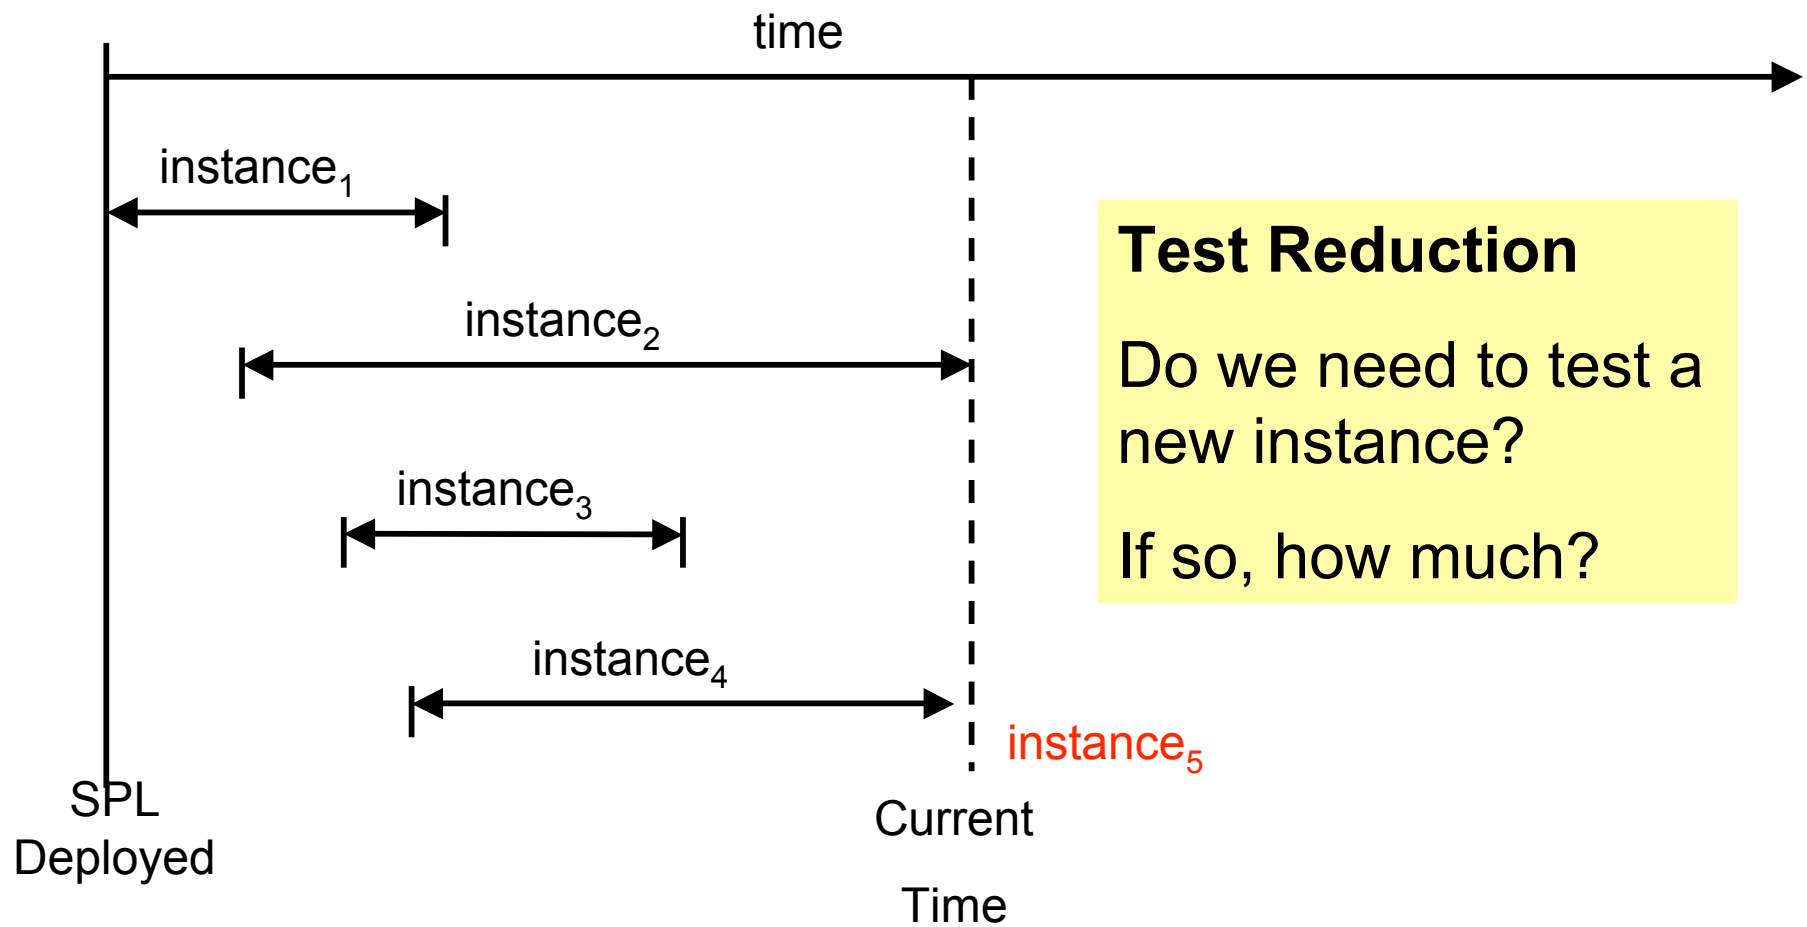 time
instance₁
instance₂
instance₃
instance₄
instance₅
SPL
Deployed
Current
Time
Test Reduction
Do we need to test a
new instance?
If so, how much?